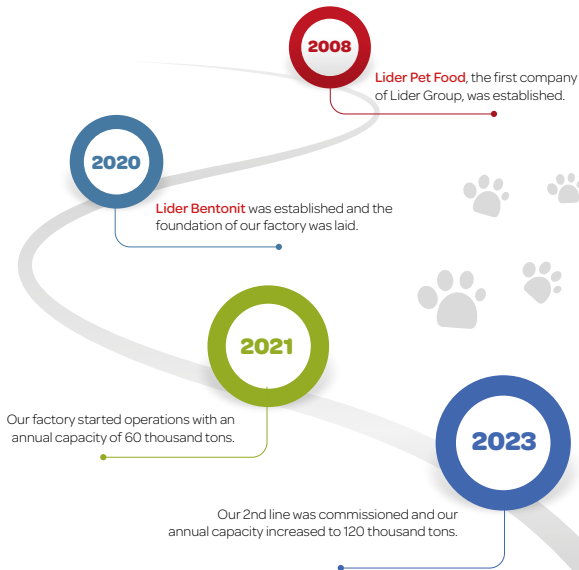 2008
Lider Pet Food, the first company
of Lider Group, was established.
2020
Lider Bentonit was established and the
foundation of our factory was laid.
2021
Our factory started operations with an
annual capacity of 60 thousand tons.
2023
Our 2nd line was commissioned and our
annual capacity increased to 120 thousand tons.